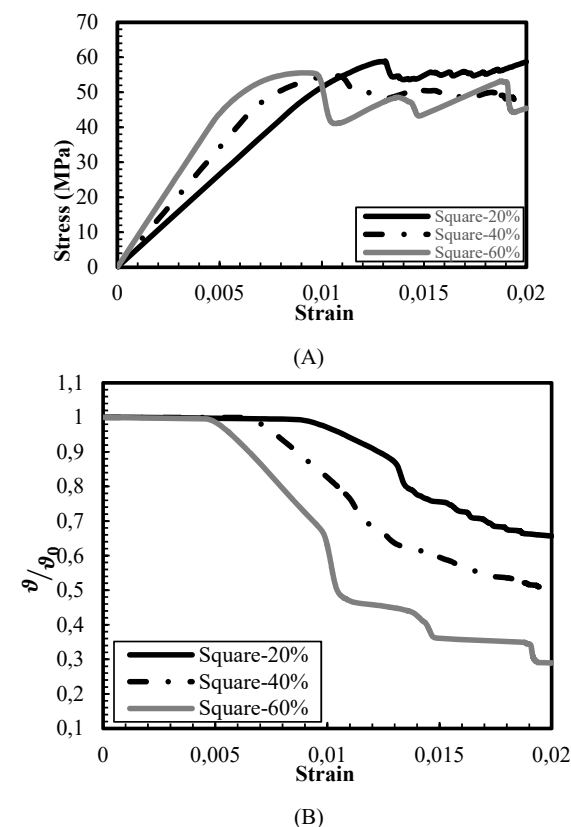 70
60
50
40
30
20
10
0
Stress (MPa)
Square-20%
Square-40%
Square-60%
0
0,005
0,01
0,015
0,02
Strain
(A)
1,1
1
0,9
0,8
0,7
0,6
0,5
0,4
0,3
0,2
0,1
ϑ/ϑ0
Square-20%
Square-40%
Square-60%
0
0,005
0,01
0,015
0,02
Strain
(B)